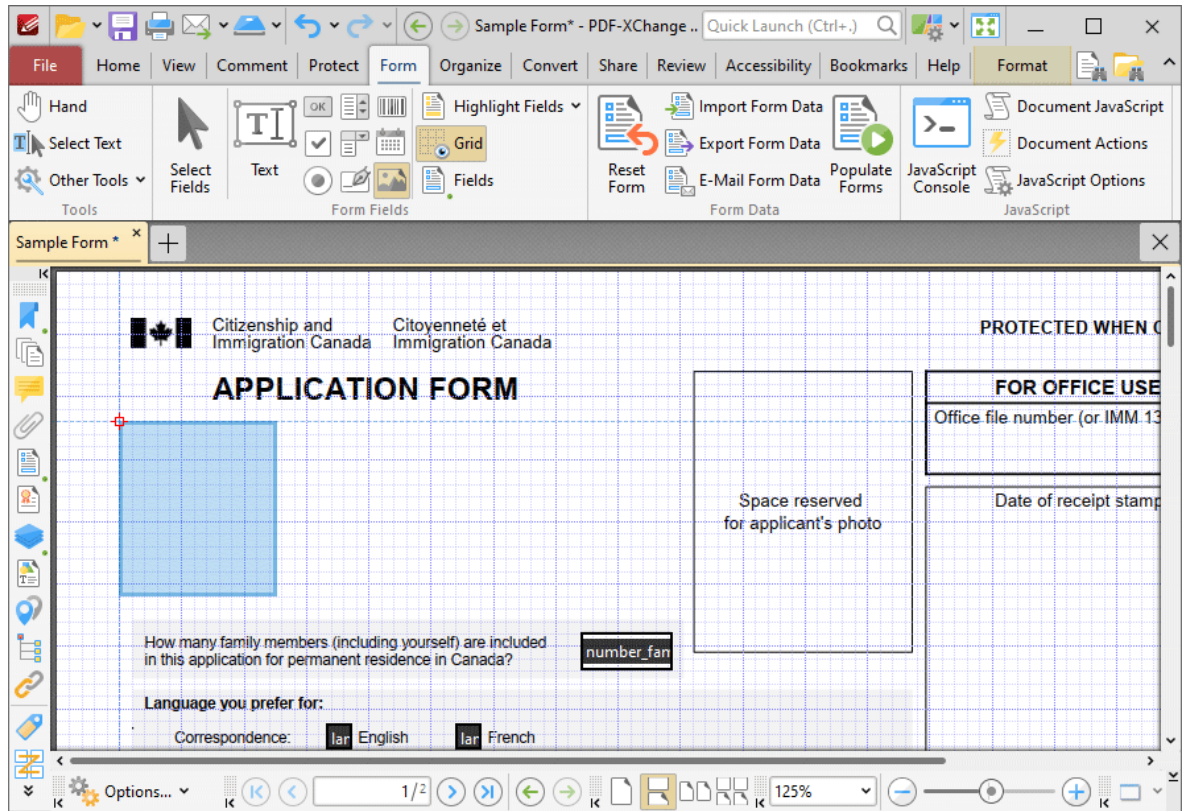 Sample Form* - PDF-XChange ..
Quick Launch (Ctrl+.)
File Home View Comment Protect Form Organize Convert Share Review Accessibility Bookmarks Help Format
Hand
Select Text
Other Tools
Tools
Select Fields
Text
OK
Highlight Fields
Grid
Fields
Form Fields
Reset Form
Import Form Data
Export Form Data
E-Mail Form Data
Populate Forms
Form Data
JavaScript Console
Document JavaScript
Document Actions
JavaScript Options
JavaScript
Sample Form *
Citizenship and
Immigration Canada
Citoyenneté et
Immigration Canada
PROTECTED WHEN
APPLICATION FORM
FOR OFFICE USE
Office file number (or IMM 13
Space reserved
for applicant's photo
Date of receipt stamp
How many family members (including yourself) are included
in this application for permanent residence in Canada?
number_fam
Language you prefer for:
Correspondence:
lar English
lar French
Options...
1/2
125%